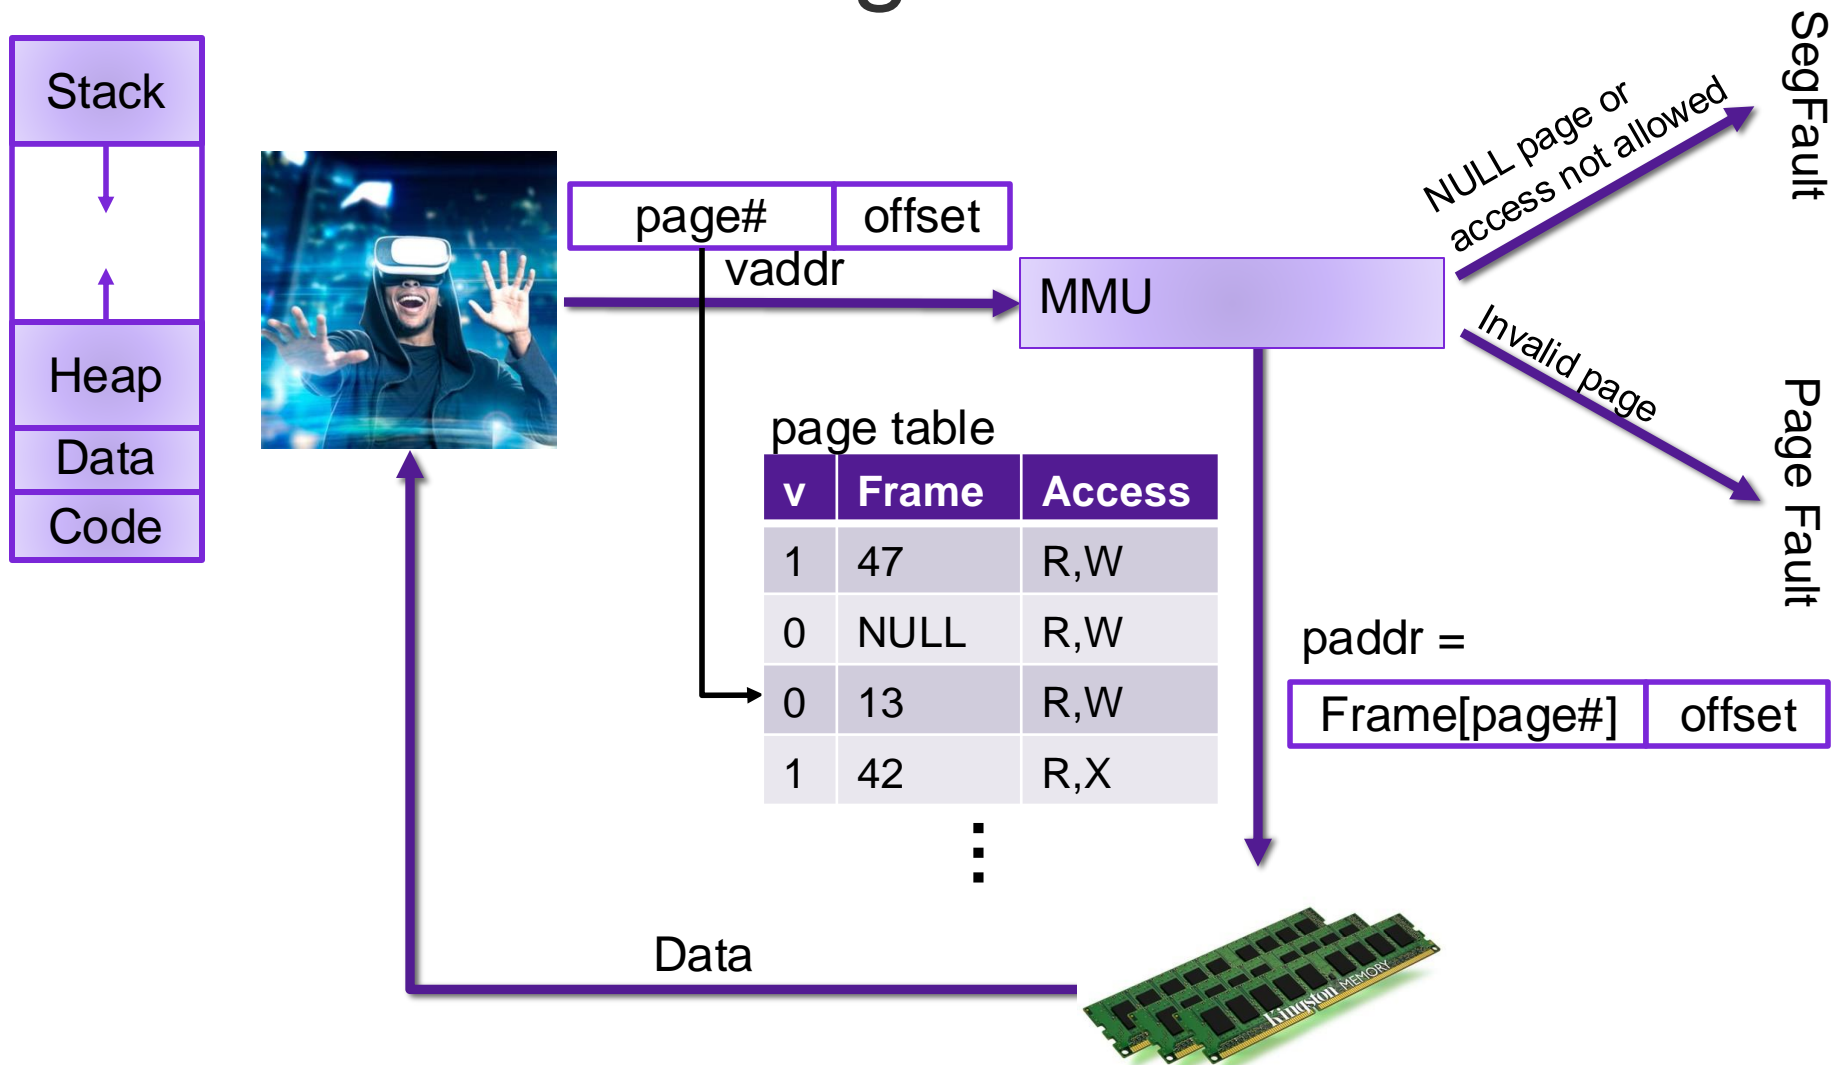 Stack
Heap
Data
Code
page# offset
vaddr
MMU
NULL page or
access not allowed
SegFault
Invalid page
Page Fault
page table
v Frame Access
1 47 R,W
0 NULL R,W
0 13 R,W
1 42 R,X
⋮
paddr =
Frame[page#] offset
Data
Kingston MEMORY